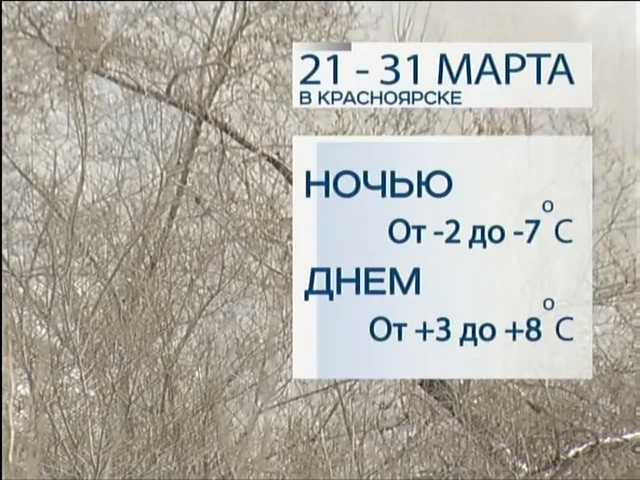 21 - 31 МАРТА
В КРАСНОЯРСКЕ
НОЧЬЮ
От -2 до -7 °С
ДНЕМ
От +3 до +8 °С